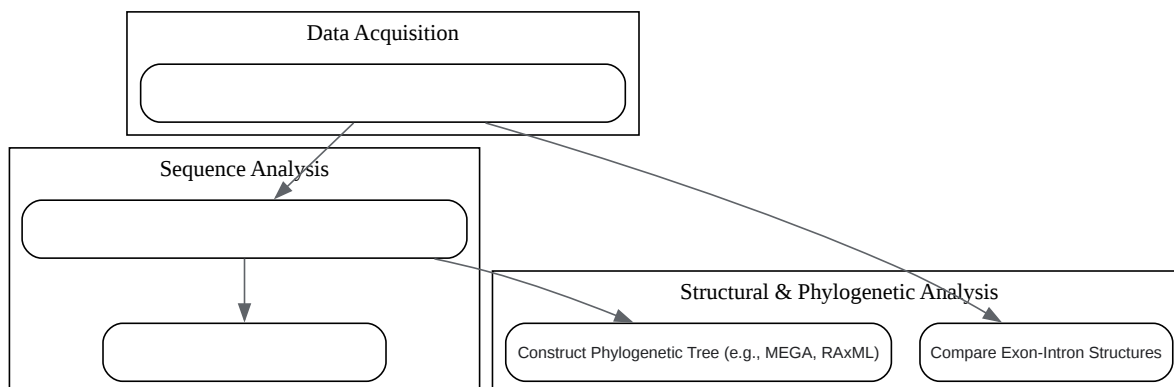 Data Acquisition
Sequence Analysis
Structural & Phylogenetic Analysis
Construct Phylogenetic Tree (e.g., MEGA, RAxML)
Compare Exon-Intron Structures